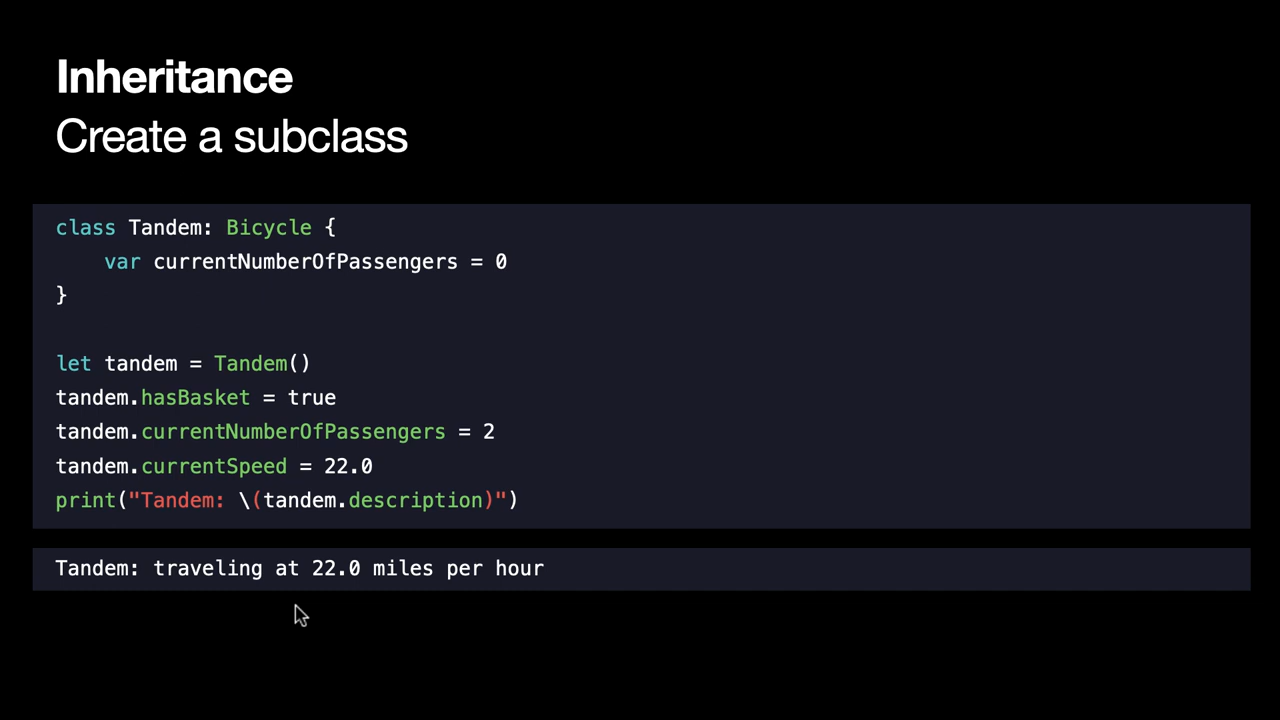 Inheritance
Create a subclass
class Tandem: Bicycle {
    var currentNumberOfPassengers = 0
}
let tandem = Tandem()
tandem.hasBasket = true
tandem.currentNumberOfPassengers = 2
tandem.currentSpeed = 22.0
print("Tandem: \(tandem.description)")
Tandem: traveling at 22.0 miles per hour